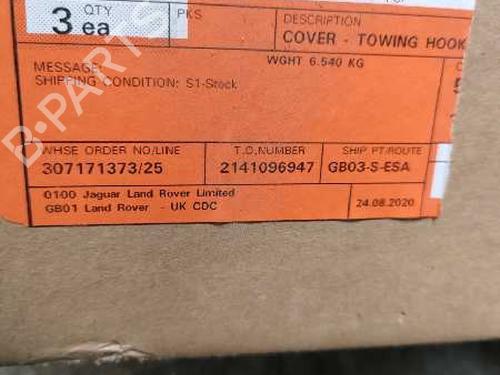 QTY
PKS
DESCRIPTION
3 ea
COVER - TOWING HOOK
WGHT 6.540 KG
MESSAGE:
SHIPPING CONDITION: S1-Stock
WHSE ORDER NO/LINE
T.O.NUMBER
SHIP PT/ROUTE
307171373/25
2141096947
GB03-S-ESA
0100 Jaguar Land Rover Limited
GB01 Land Rover - UK CDC
24.08.2020
B-PARTS